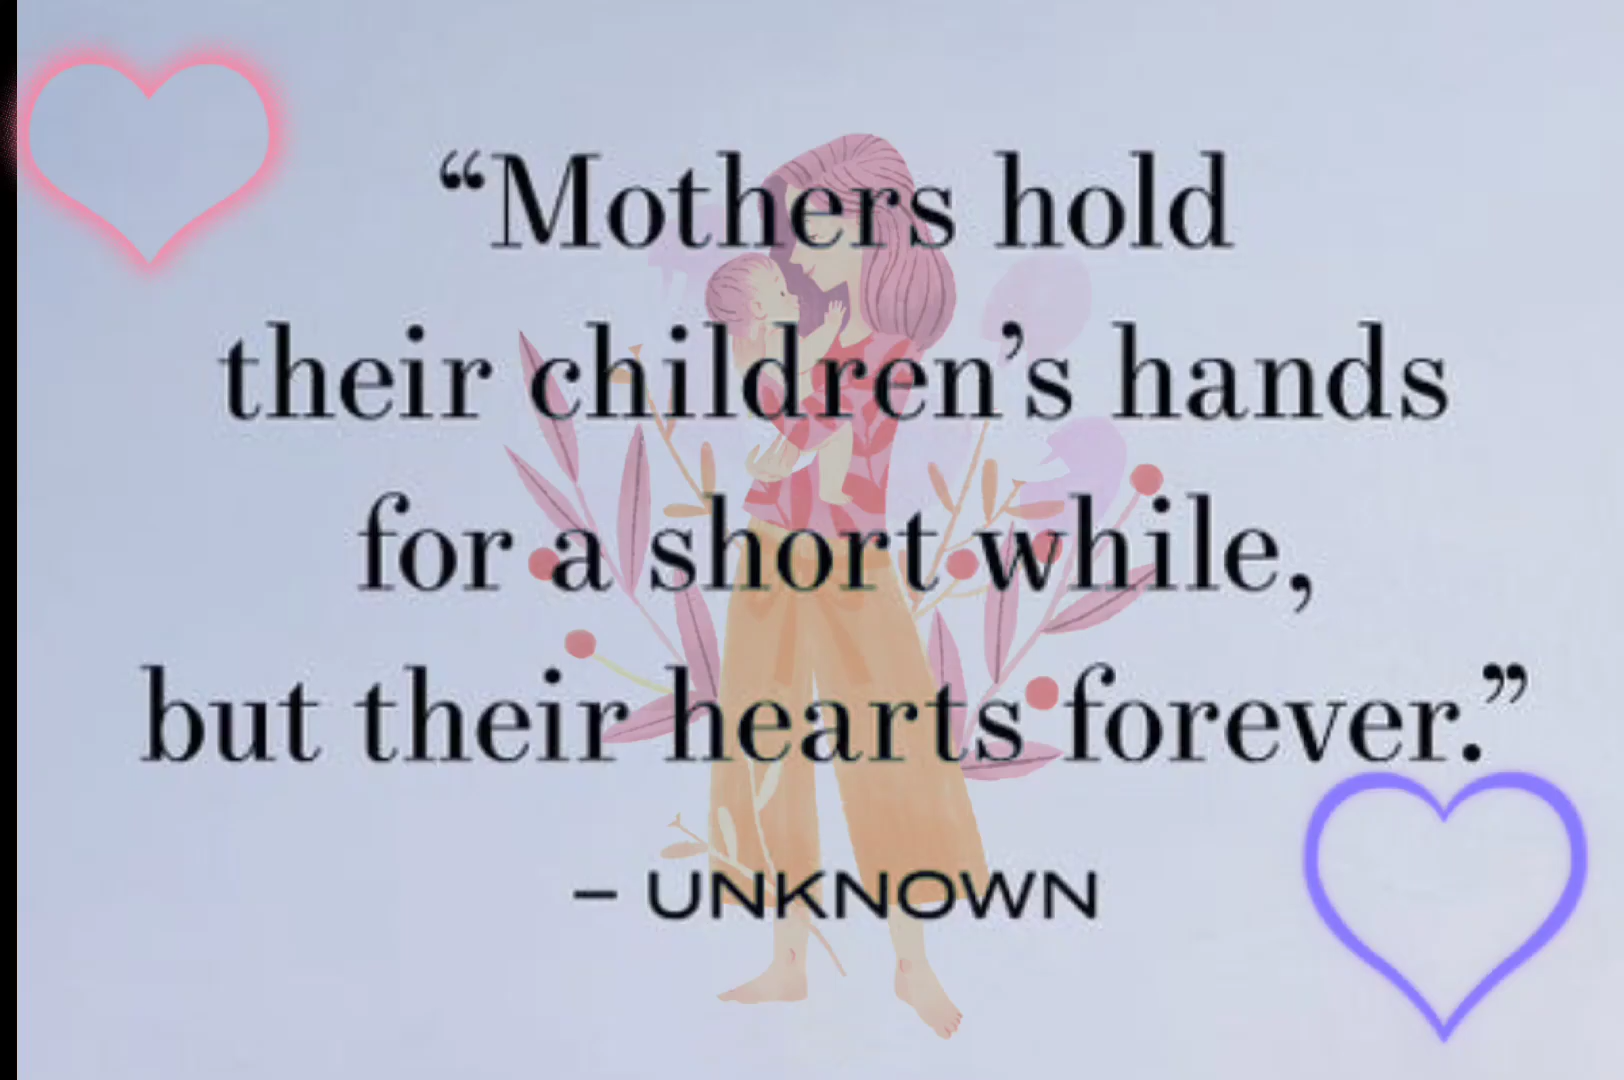 “Mothers hold
their children’s hands
for a short while,
but their hearts forever.”
– UNKNOWN